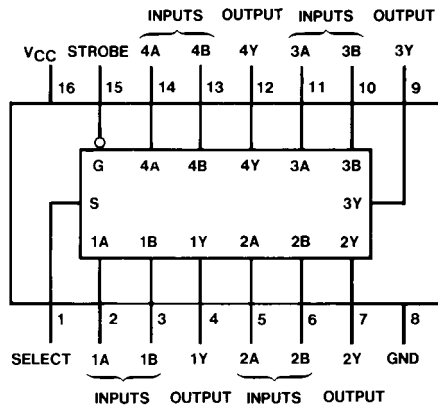 INPUTS OUTPUT INPUTS OUTPUT
VCC STROBE 4A 4B 4Y 3A 3B 3Y
16 15 14 13 12 11 10 9
G 4A 4B 4Y 3A 3B
S 3Y
1A 1B 1Y 2A 2B 2Y
1 2 3 4 5 6 7 8
SELECT 1A 1B 1Y 2A 2B 2Y GND
INPUTS OUTPUT INPUTS OUTPUT